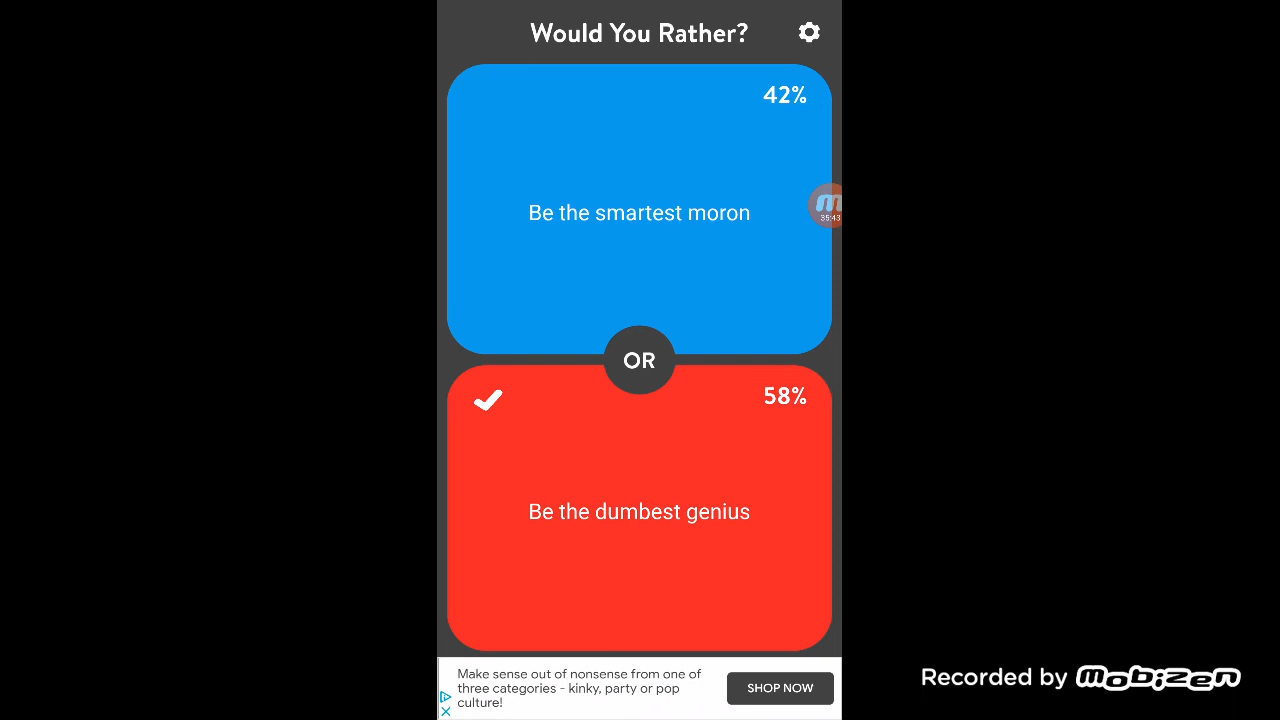 Would You Rather?
42%
Be the smartest moron
35:43
OR
58%
Be the dumbest genius
Make sense out of nonsense from one of
three categories - kinky, party or pop
culture!
SHOP NOW
Recorded by mobizen